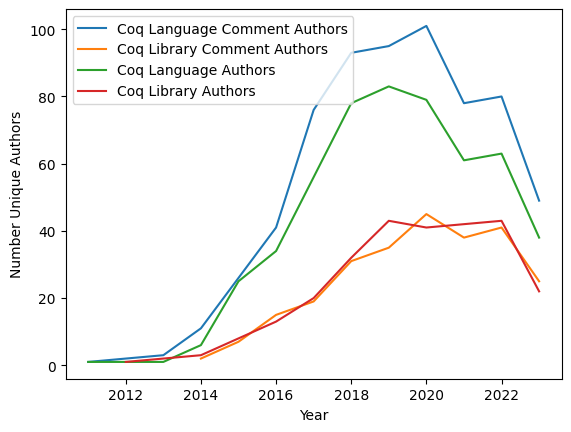 Coq Language Comment Authors
Coq Library Comment Authors
Coq Language Authors
Coq Library Authors
100
80
60
40
20
0
Number Unique Authors
2012 2014 2016 2018 2020 2022
Year